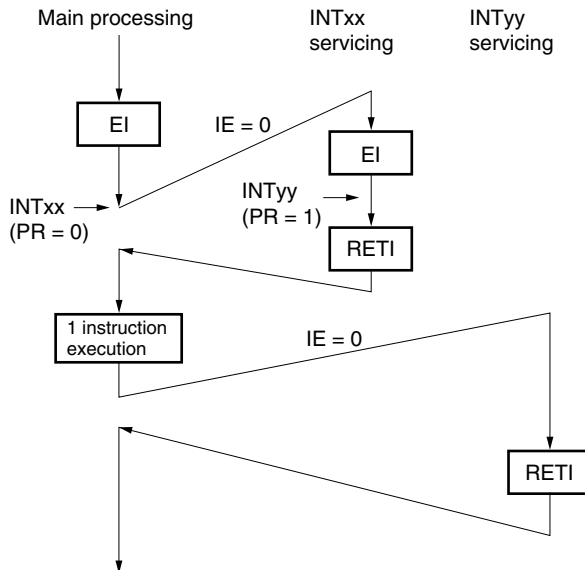 Main processing
INTxx
servicing
INTyy
servicing
EI
IE = 0
EI
INTxx
(PR = 0)
INTyy
(PR = 1)
RETI
1 instruction
execution
IE = 0
RETI